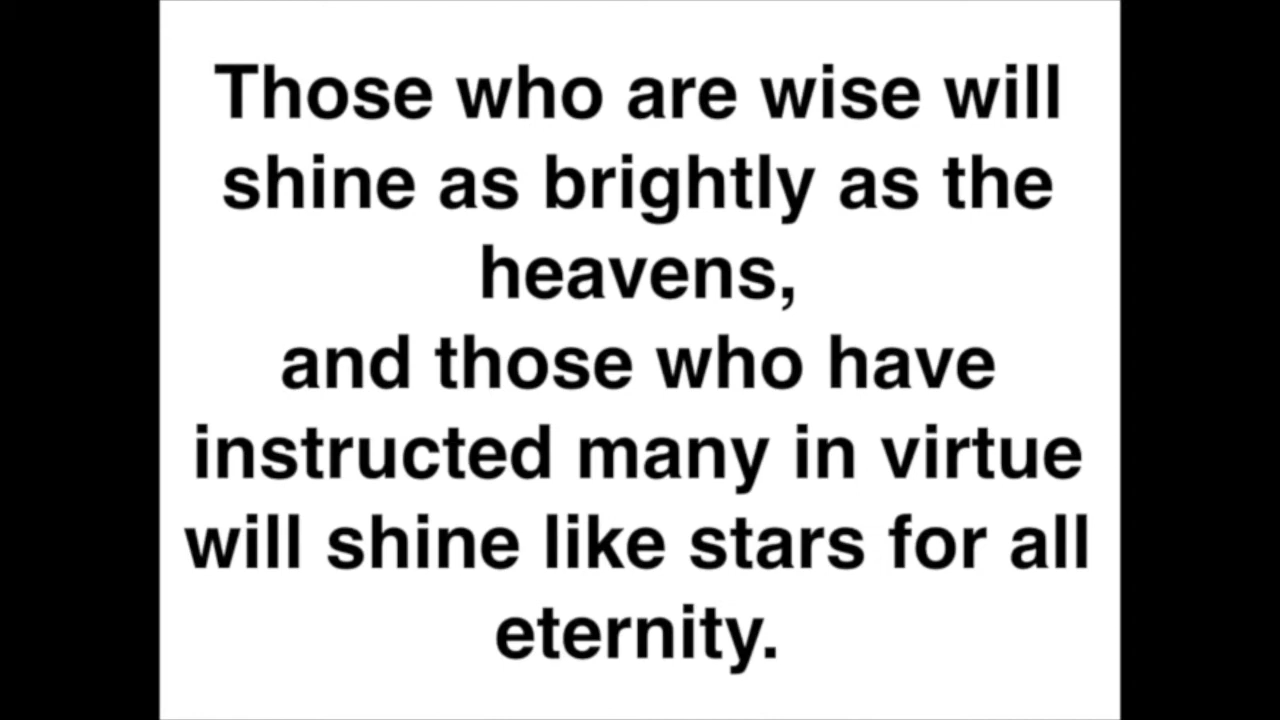 Those who are wise will
shine as brightly as the
heavens,
and those who have
instructed many in virtue
will shine like stars for all
eternity.